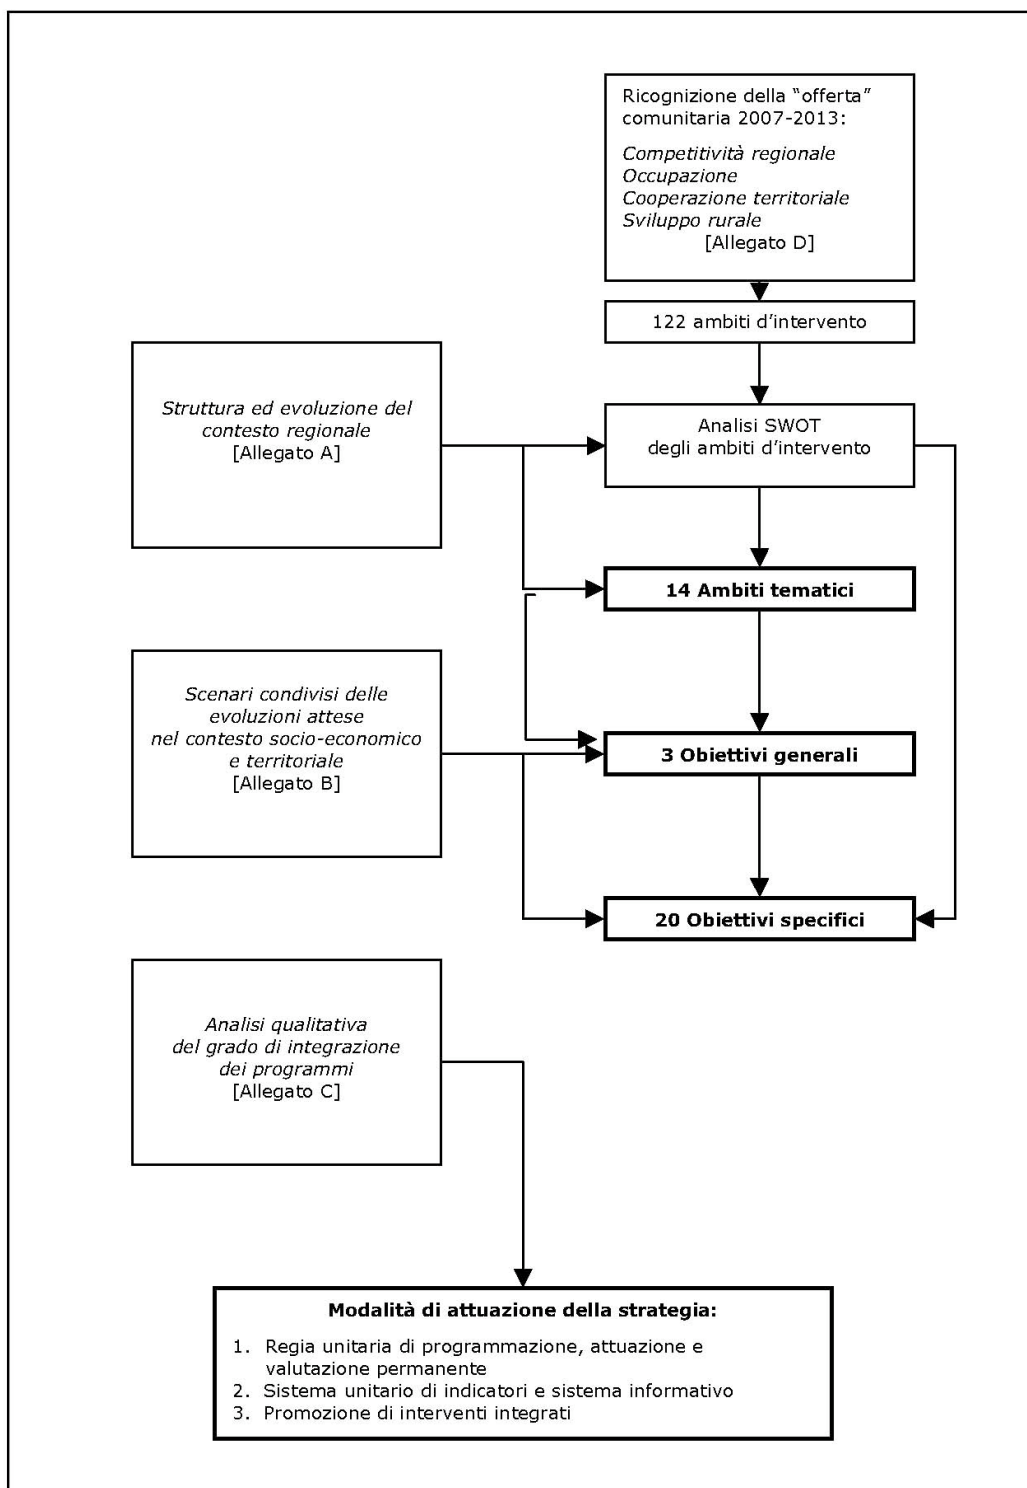 Ricognizione della “offerta”
comunitaria 2007-2013:
Competitività regionale
Occupazione
Cooperazione territoriale
Sviluppo rurale
[Allegato D]
122 ambiti d’intervento
Struttura ed evoluzione del
contesto regionale
[Allegato A]
Analisi SWOT
degli ambiti d’intervento
14 Ambiti tematici
Scenari condivisi delle
evoluzioni attese
nel contesto socio-economico
e territoriale
[Allegato B]
3 Obiettivi generali
20 Obiettivi specifici
Analisi qualitativa
del grado di integrazione
dei programmi
[Allegato C]
Modalità di attuazione della strategia:
1. Regia unitaria di programmazione, attuazione e
valutazione permanente
2. Sistema unitario di indicatori e sistema informativo
3. Promozione di interventi integrati